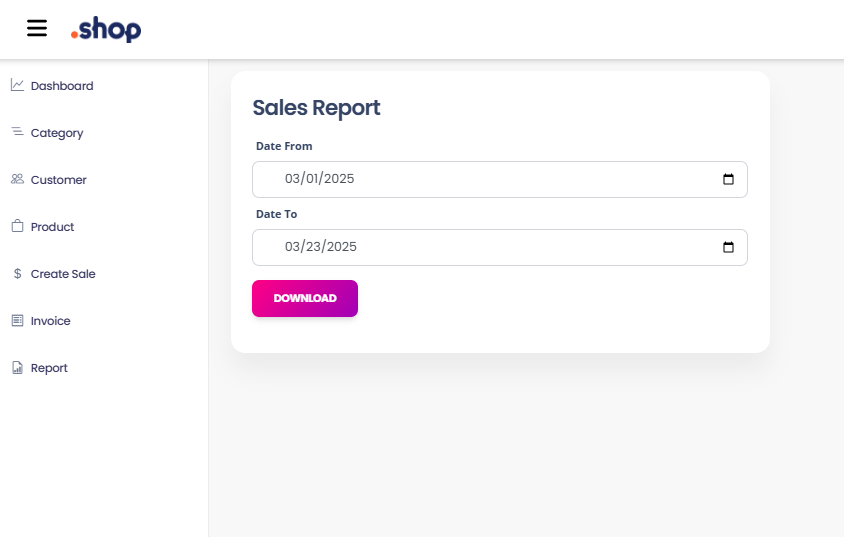 .shop
Dashboard
Category
Customer
Product
$ Create Sale
Invoice
Report
Sales Report
Date From
03/01/2025
Date To
03/23/2025
DOWNLOAD